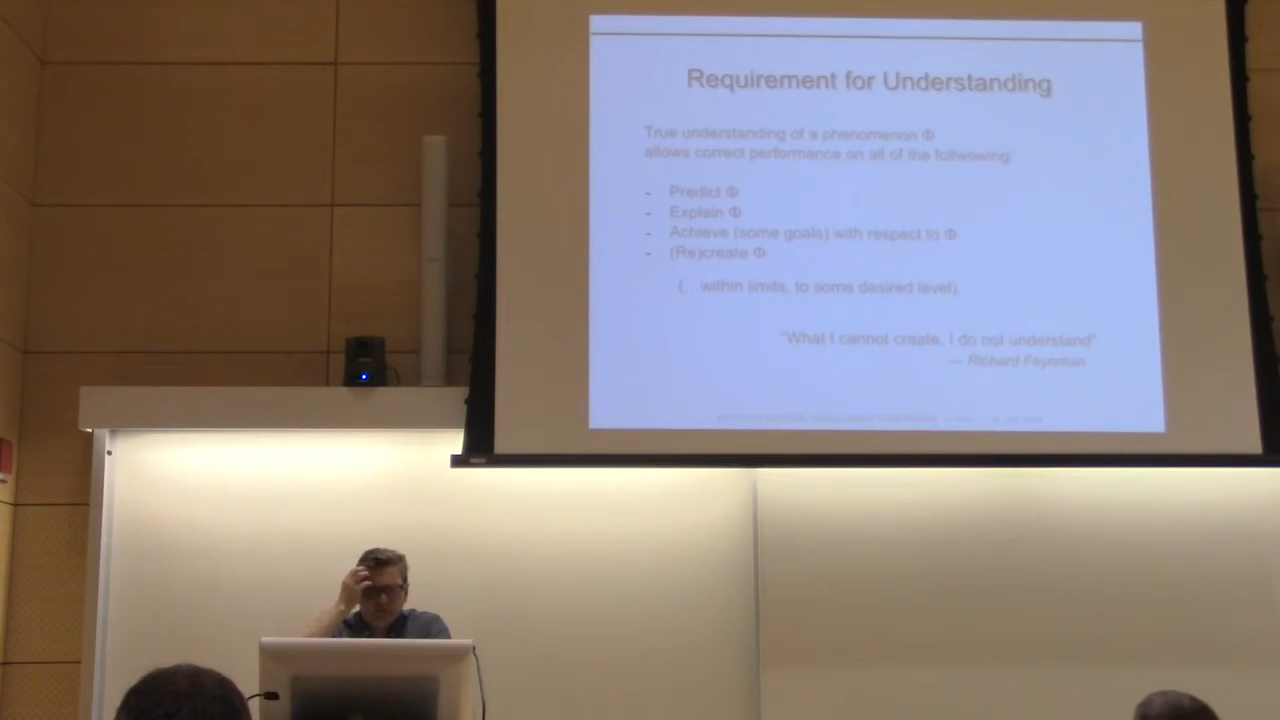 Requirement for Understanding
True understanding of a phenomenon Φ
allows correct performance on all of the follwowing
- Predict Φ
- Explain Φ
- Achieve (some goals) with respect to Φ
- (Re)create Φ
(... within limits, to some desired level)
"What I cannot create, I do not understand"
— Richard Feynman